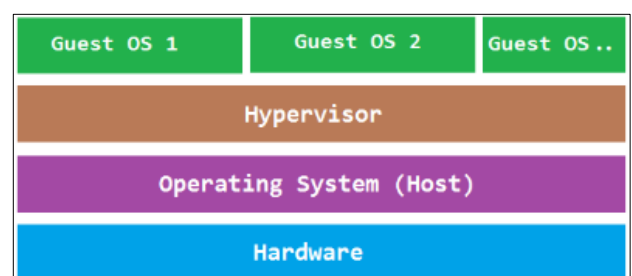 Guest OS 1
Guest OS 2
Guest OS..
Hypervisor
Operating System (Host)
Hardware